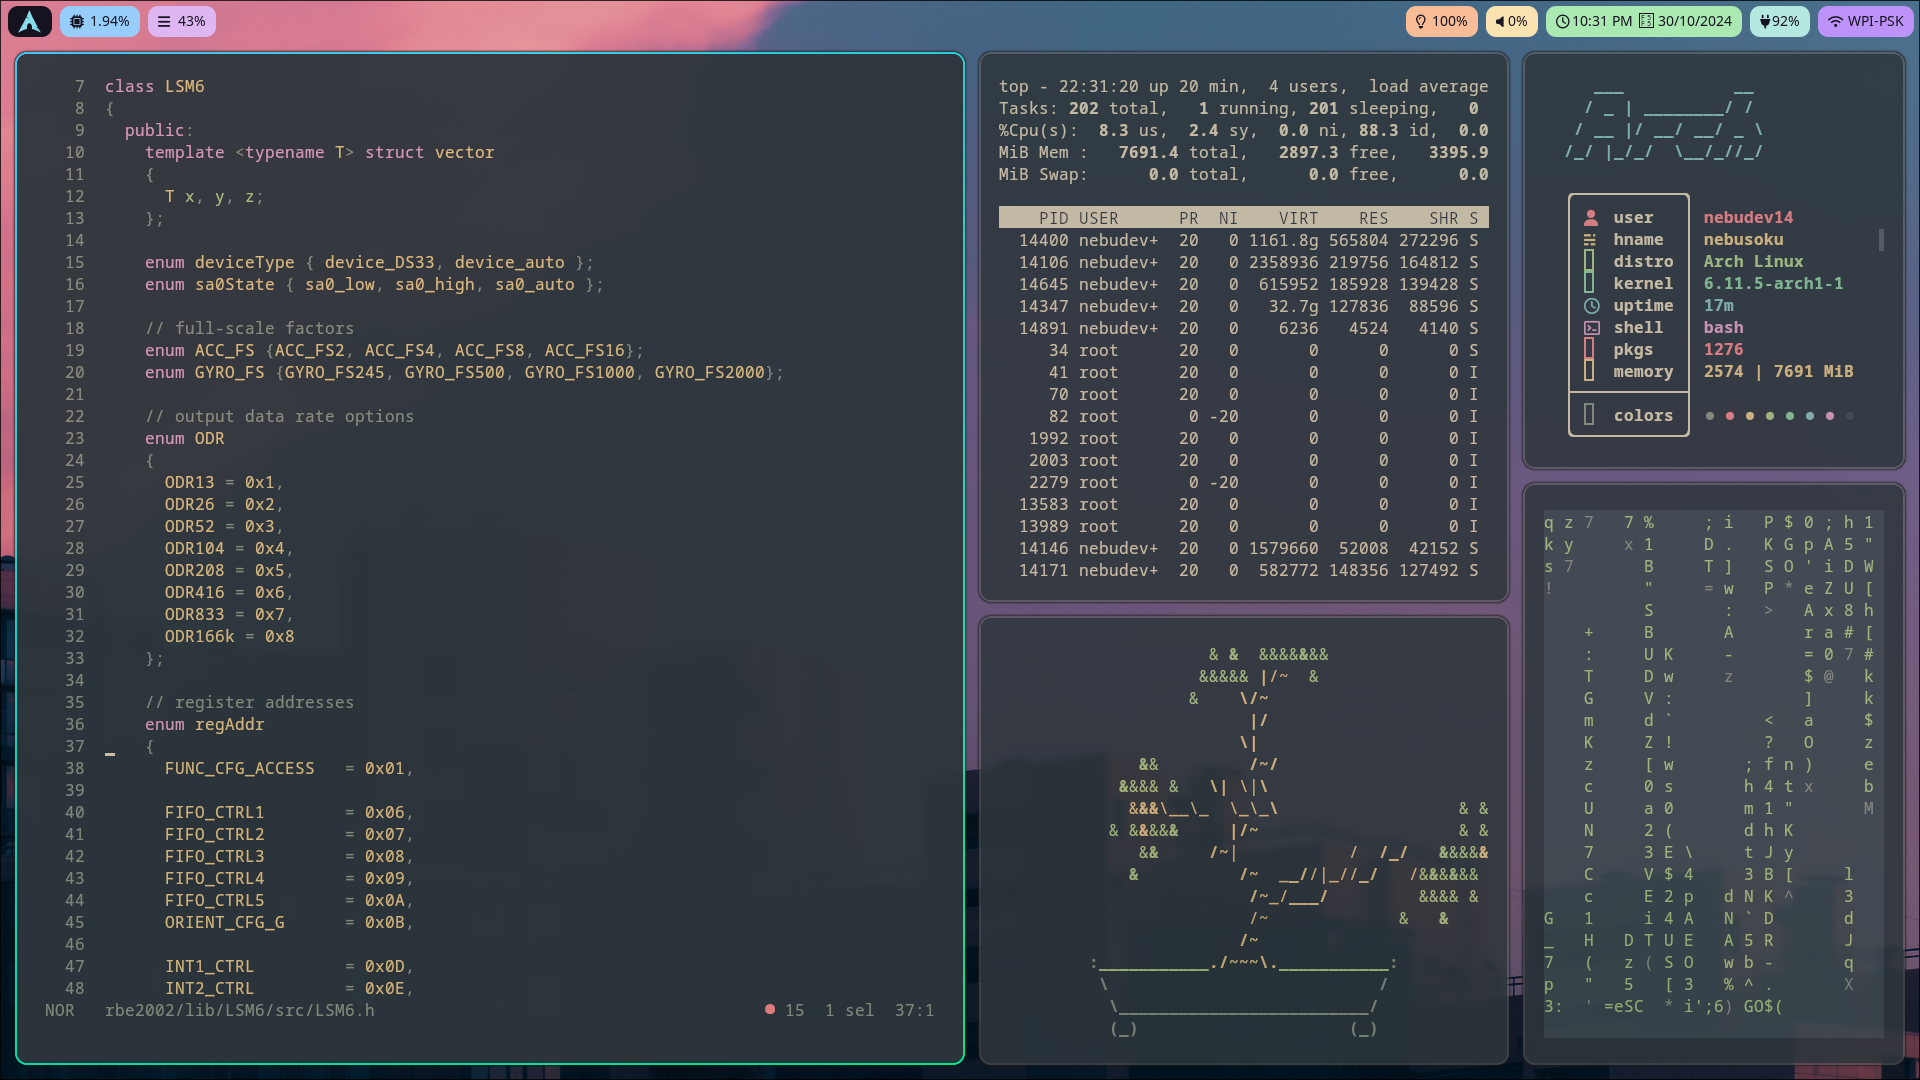 1.94% 43% 100% 0% 10:31 PM 30/10/2024 92% WPI-PSK
7 class LSM6
8 {
9   public:
10     template <typename T> struct vector
11     {
12       T x, y, z;
13     };
14
15     enum deviceType { device_DS33, device_auto };
16     enum sa0State { sa0_low, sa0_high, sa0_auto };
17
18     // full-scale factors
19     enum ACC_FS {ACC_FS2, ACC_FS4, ACC_FS8, ACC_FS16};
20     enum GYRO_FS {GYRO_FS245, GYRO_FS500, GYRO_FS1000, GYRO_FS2000};
21
22     // output data rate options
23     enum ODR
24     {
25       ODR13 = 0x1,
26       ODR26 = 0x2,
27       ODR52 = 0x3,
28       ODR104 = 0x4,
29       ODR208 = 0x5,
30       ODR416 = 0x6,
31       ODR833 = 0x7,
32       ODR166k = 0x8
33     };
34
35     // register addresses
36     enum regAddr
37     {
38       FUNC_CFG_ACCESS   = 0x01,
39
40       FIFO_CTRL1        = 0x06,
41       FIFO_CTRL2        = 0x07,
42       FIFO_CTRL3        = 0x08,
43       FIFO_CTRL4        = 0x09,
44       FIFO_CTRL5        = 0x0A,
45       ORIENT_CFG_G      = 0x0B,
46
47       INT1_CTRL         = 0x0D,
48       INT2_CTRL         = 0x0E,
NOR   rbe2002/lib/LSM6/src/LSM6.h   15  1 sel  37:1
top - 22:31:20 up 20 min,  4 users,  load average
Tasks: 202 total,   1 running, 201 sleeping,   0
%Cpu(s):  8.3 us,  2.4 sy,  0.0 ni, 88.3 id,  0.0
MiB Mem :   7691.4 total,   2897.3 free,   3395.9
MiB Swap:      0.0 total,      0.0 free,      0.0
PID USER      PR  NI    VIRT    RES    SHR S
14400 nebudev+  20   0 1161.8g 565804 272296 S
14106 nebudev+  20   0 2358936 219756 164812 S
14645 nebudev+  20   0  615952 185928 139428 S
14347 nebudev+  20   0   32.7g 127836  88596 S
14891 nebudev+  20   0    6236   4524   4140 S
34 root      20   0       0      0      0 S
41 root      20   0       0      0      0 I
70 root      20   0       0      0      0 I
82 root       0 -20       0      0      0 I
1992 root      20   0       0      0      0 I
2003 root      20   0       0      0      0 I
2279 root       0 -20       0      0      0 I
13583 root      20   0       0      0      0 I
13989 root      20   0       0      0      0 I
14146 nebudev+  20   0 1579660  52008  42152 S
14171 nebudev+  20   0  582772 148356 127492 S
user nebudev14
hname nebusoku
distro Arch Linux
kernel 6.11.5-arch1-1
uptime 17m
shell bash
pkgs 1276
memory 2574 | 7691 MiB
colors